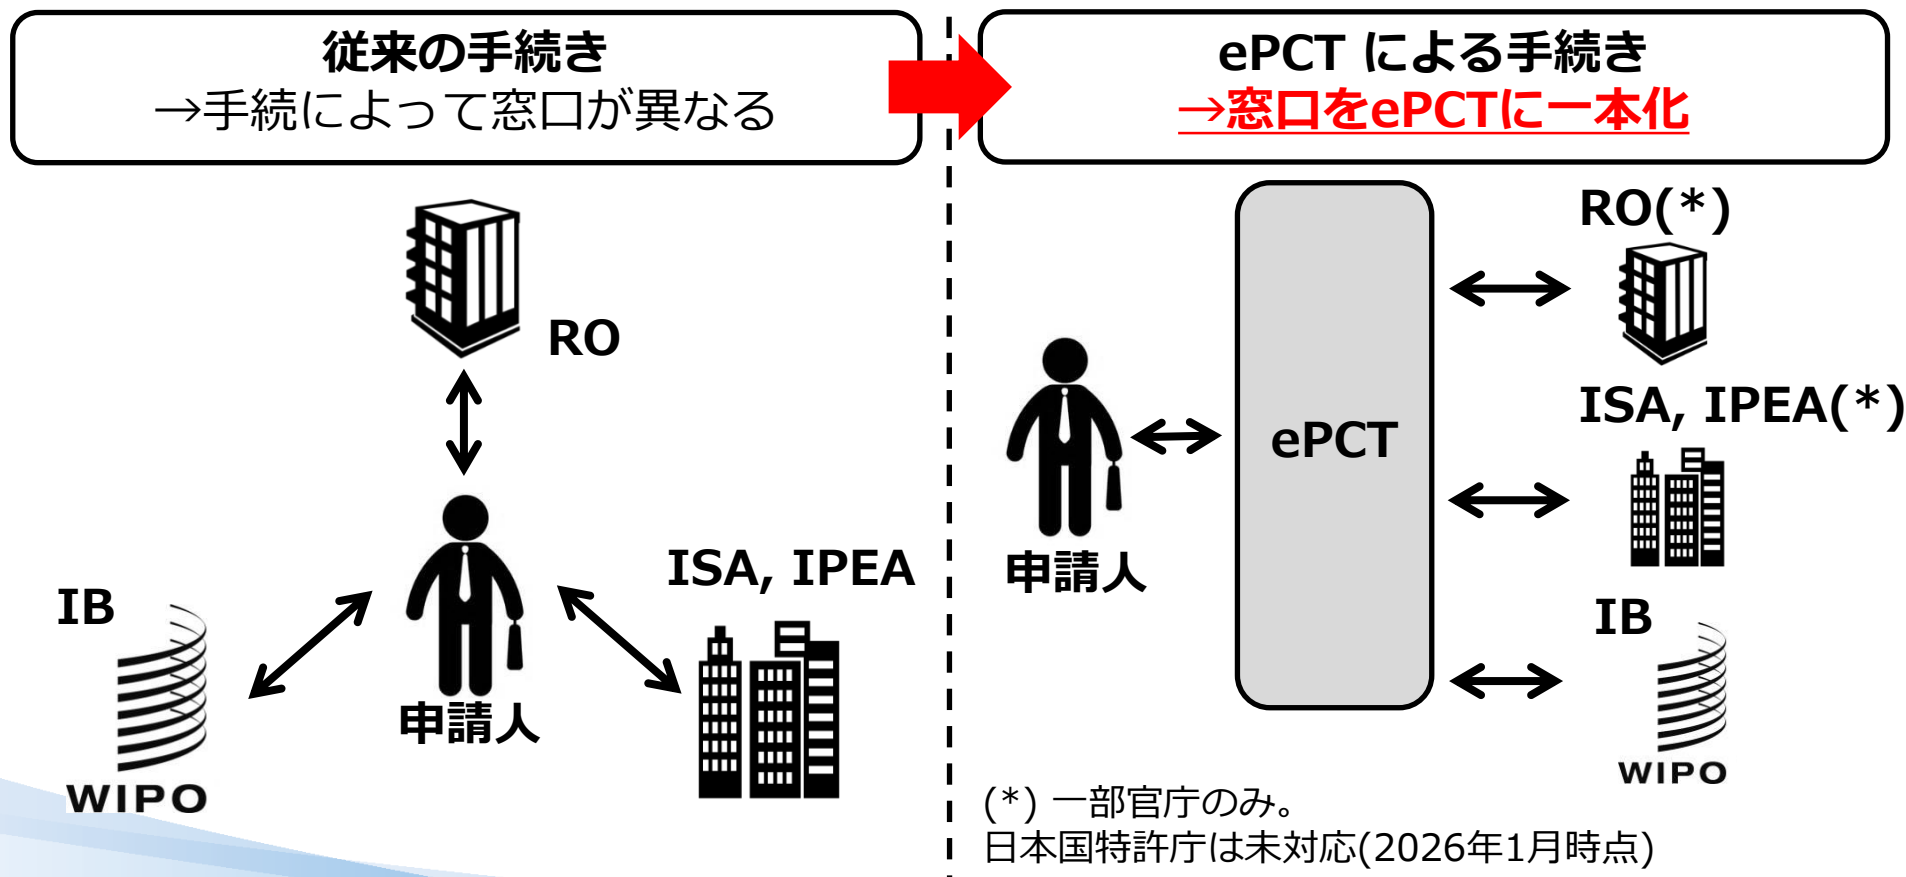 従来の手続き
→手続によって窓口が異なる
RO
ISA, IPEA
IB
申請人
WIPO
ePCT による手続き
→窓口をePCTに一本化
RO(*)
ISA, IPEA(*)
ePCT
申請人
IB
WIPO
(*) 一部官庁のみ。
日本国特許庁は未対応(2026年1月時点)